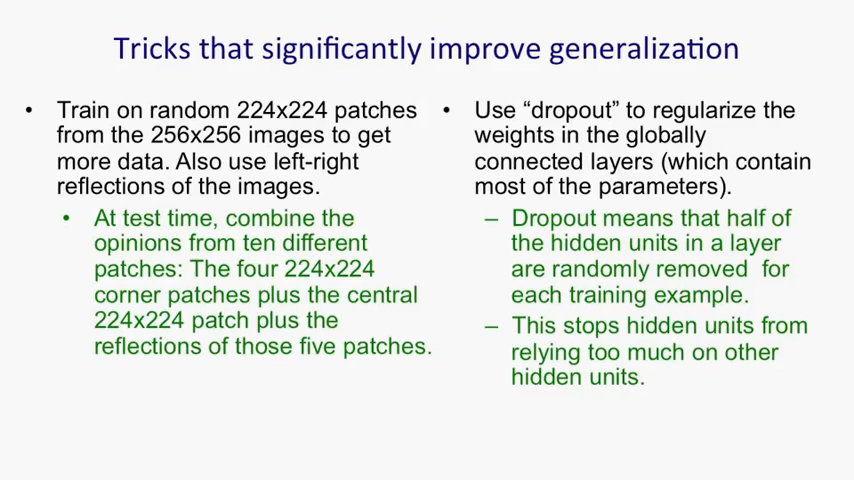 Tricks that significantly improve generalization
• Train on random 224x224 patches
from the 256x256 images to get
more data. Also use left-right
reflections of the images.
• At test time, combine the
opinions from ten different
patches: The four 224x224
corner patches plus the central
224x224 patch plus the
reflections of those five patches.
• Use “dropout” to regularize the
weights in the globally
connected layers (which contain
most of the parameters).
– Dropout means that half of
the hidden units in a layer
are randomly removed for
each training example.
– This stops hidden units from
relying too much on other
hidden units.